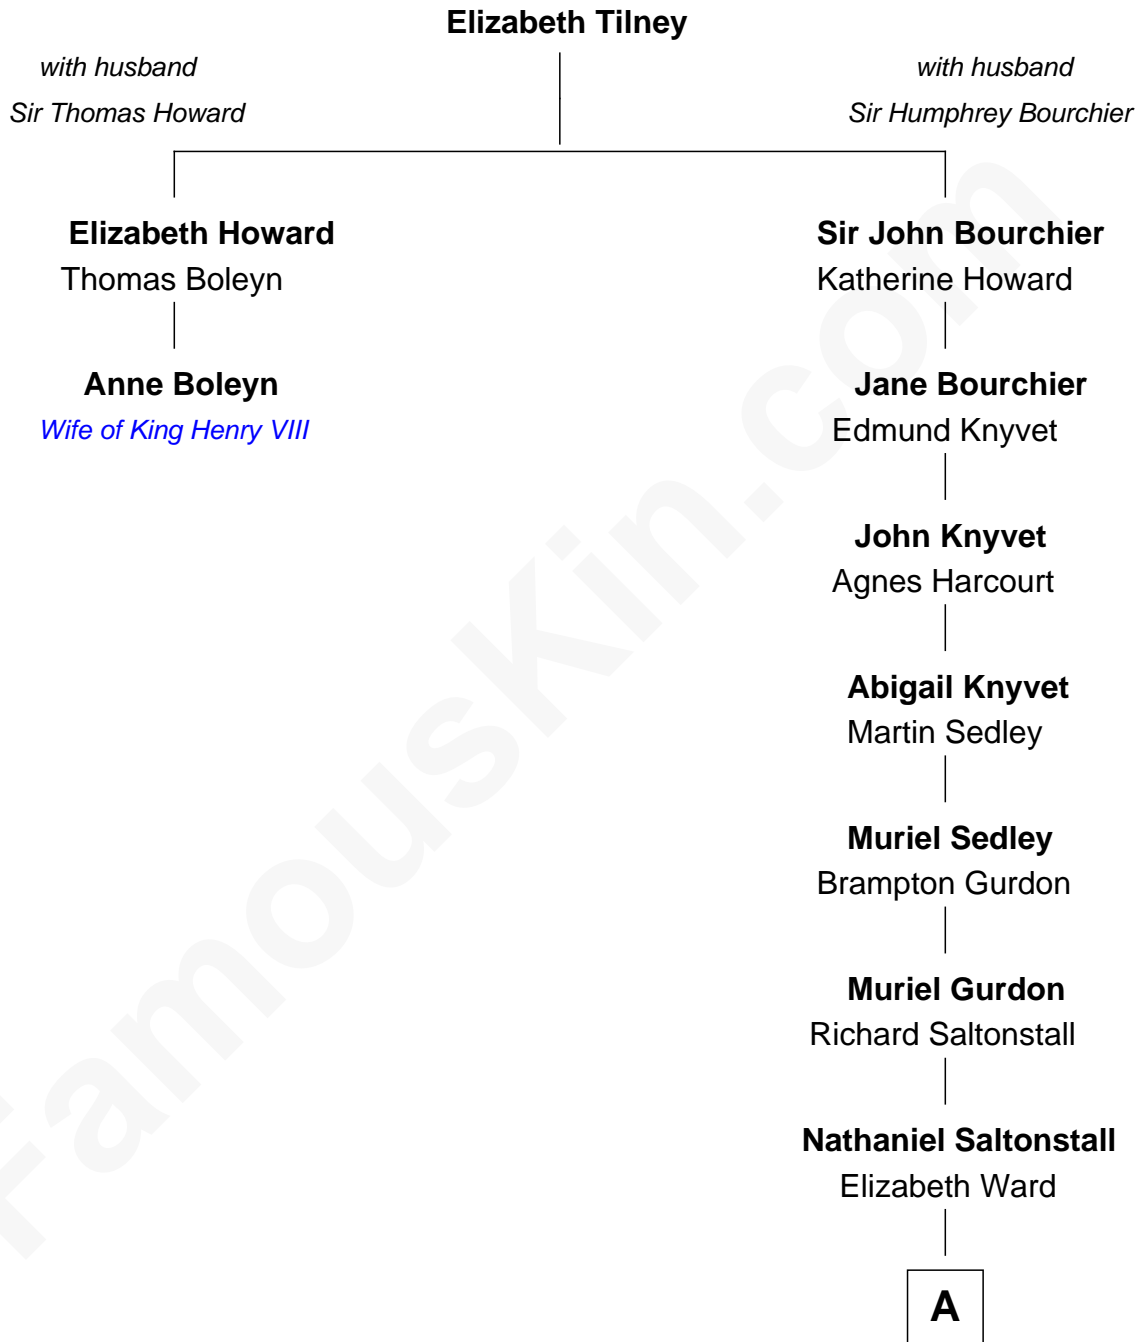 Elizabeth Tilney
with husband
Sir Thomas Howard
with husband
Sir Humphrey Bourchier
Elizabeth Howard
Thomas Boleyn
Anne Boleyn
Wife of King Henry VIII
Sir John Bourchier
Katherine Howard
Jane Bourchier
Edmund Knyvet
John Knyvet
Agnes Harcourt
Abigail Knyvet
Martin Sedley
Muriel Sedley
Brampton Gurdon
Muriel Gurdon
Richard Saltonstall
Nathaniel Saltonstall
Elizabeth Ward
A
FamousKin.com